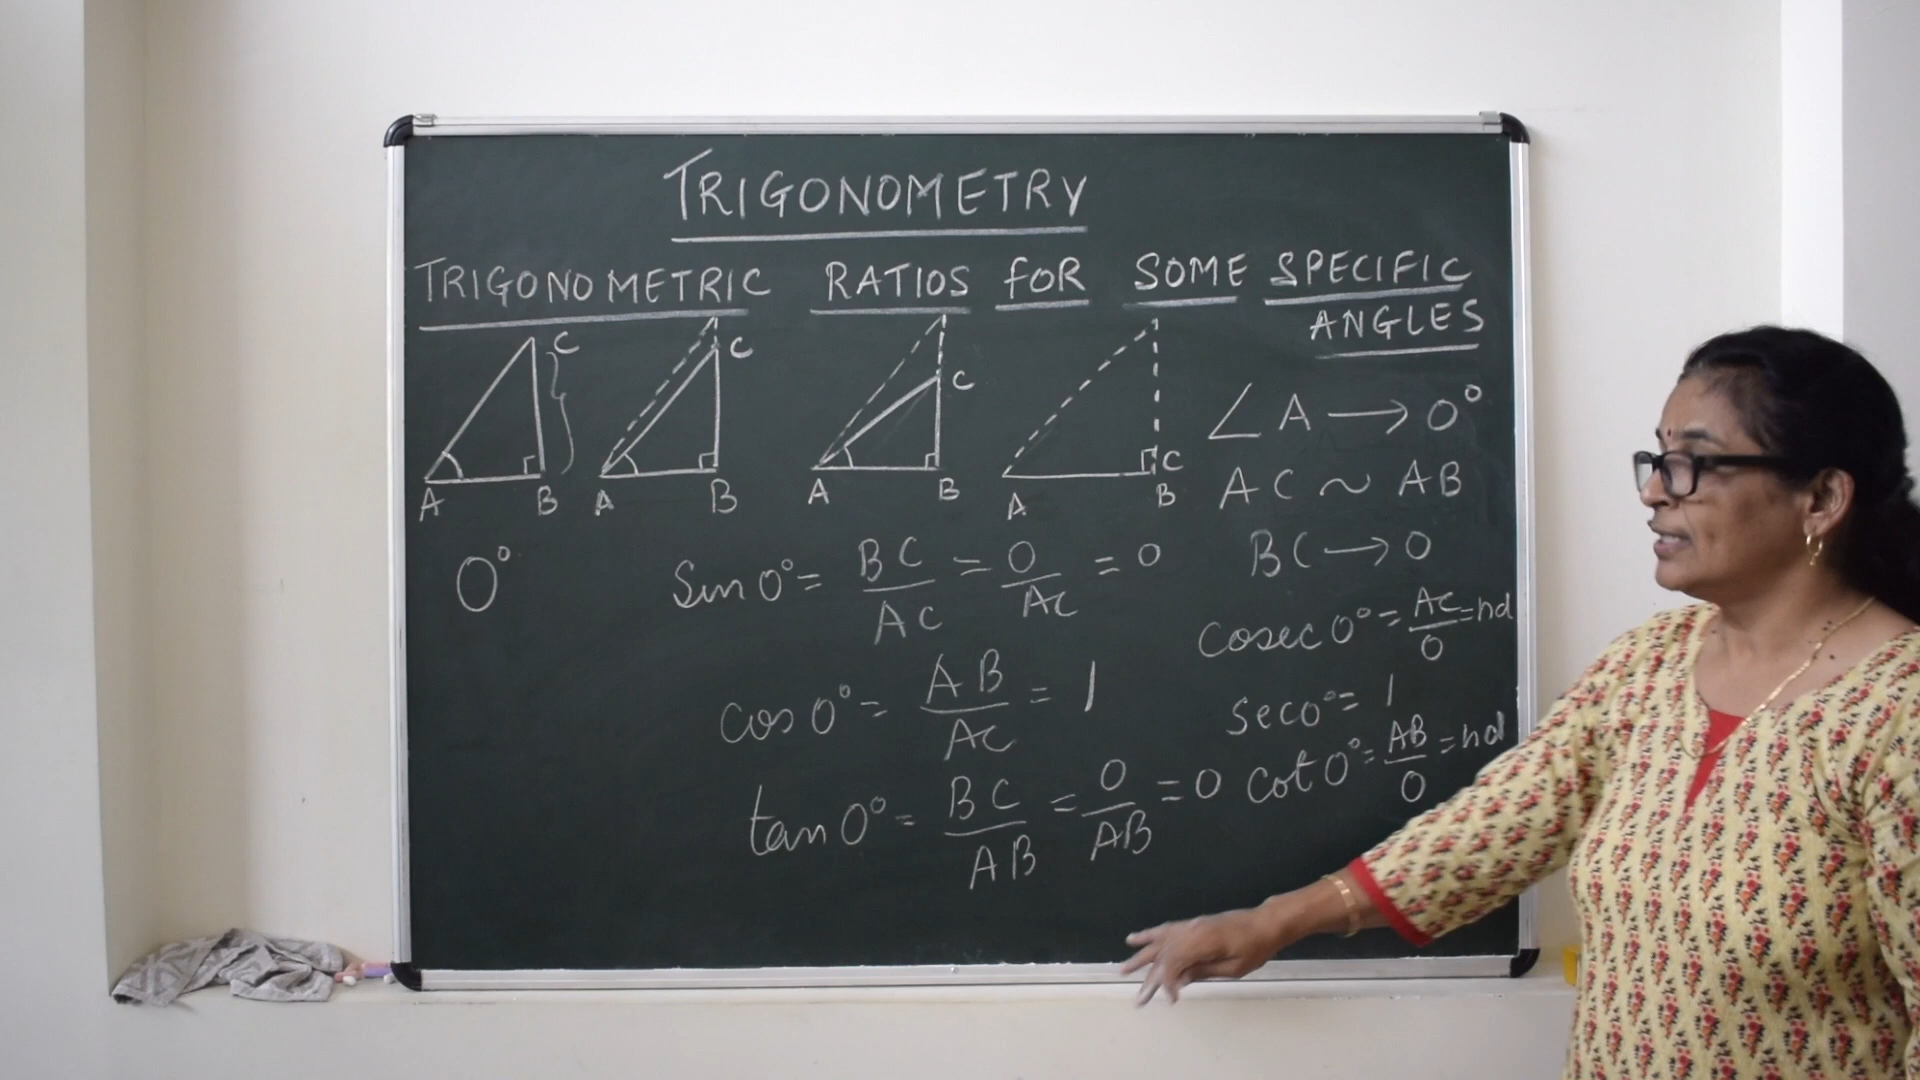 TRIGONOMETRY
TRIGONOMETRIC RATIOS FOR SOME SPECIFIC
ANGLES
C
A B
C
A B
C
A B
C
A B
∠A → 0°
AC ~ AB
BC → 0
0°
Sin 0° = BC/AC = 0/AC = 0
cos 0° = AB/AC = 1
tan 0° = BC/AB = 0/AB = 0
cosec 0° = AC/0 = nd
sec 0° = 1
cot 0° = AB/0 = nd